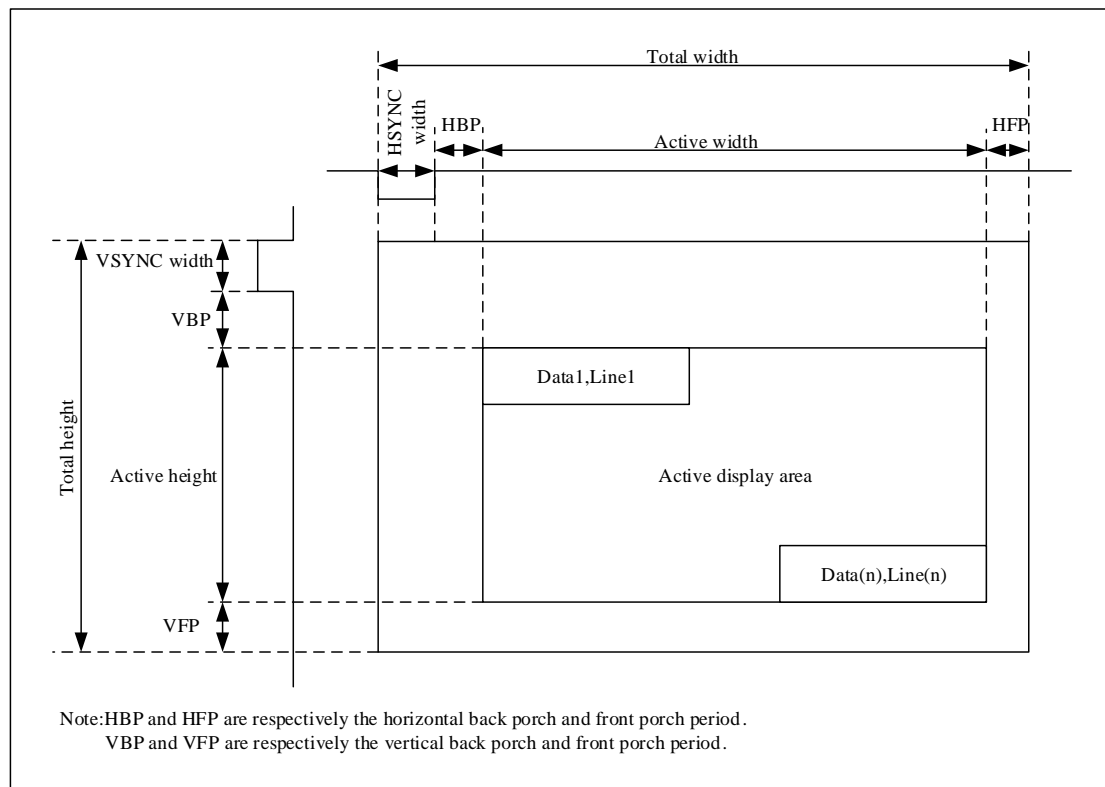 Total width
HSYNC
width
HBP
HFP
Active width
VSYNC width
VBP
Data1,Line1
Total height
Active height
Active display area
Data(n),Line(n)
VFP
Note:HBP and HFP are respectively the horizontal back porch and front porch period.
VBP and VFP are respectively the vertical back porch and front porch period.